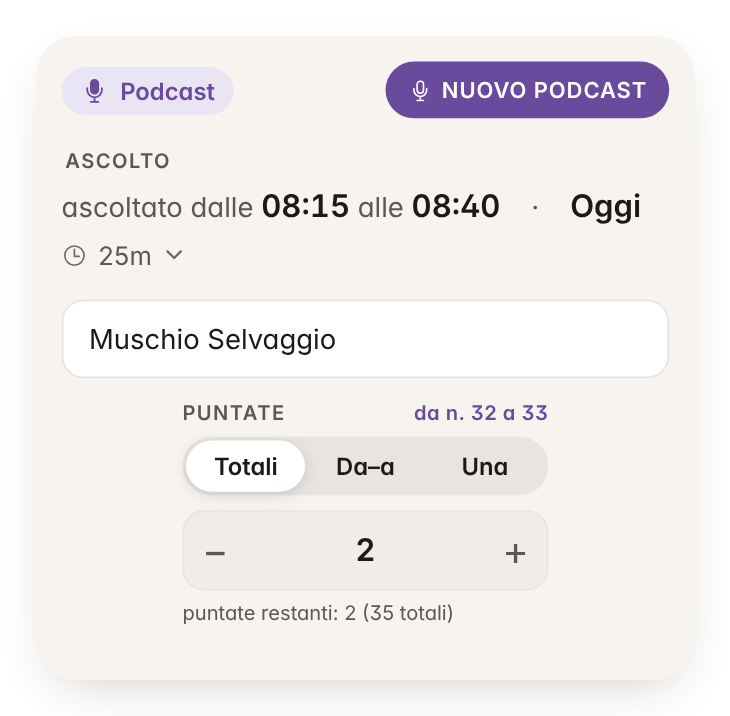 Podcast
NUOVO PODCAST
ASCOLTO
ascoltato dalle 08:15 alle 08:40 · Oggi
25m
Muschio Selvaggio
PUNTATE da n. 32 a 33
Totali Da–a Una
− 2 +
puntate restanti: 2 (35 totali)